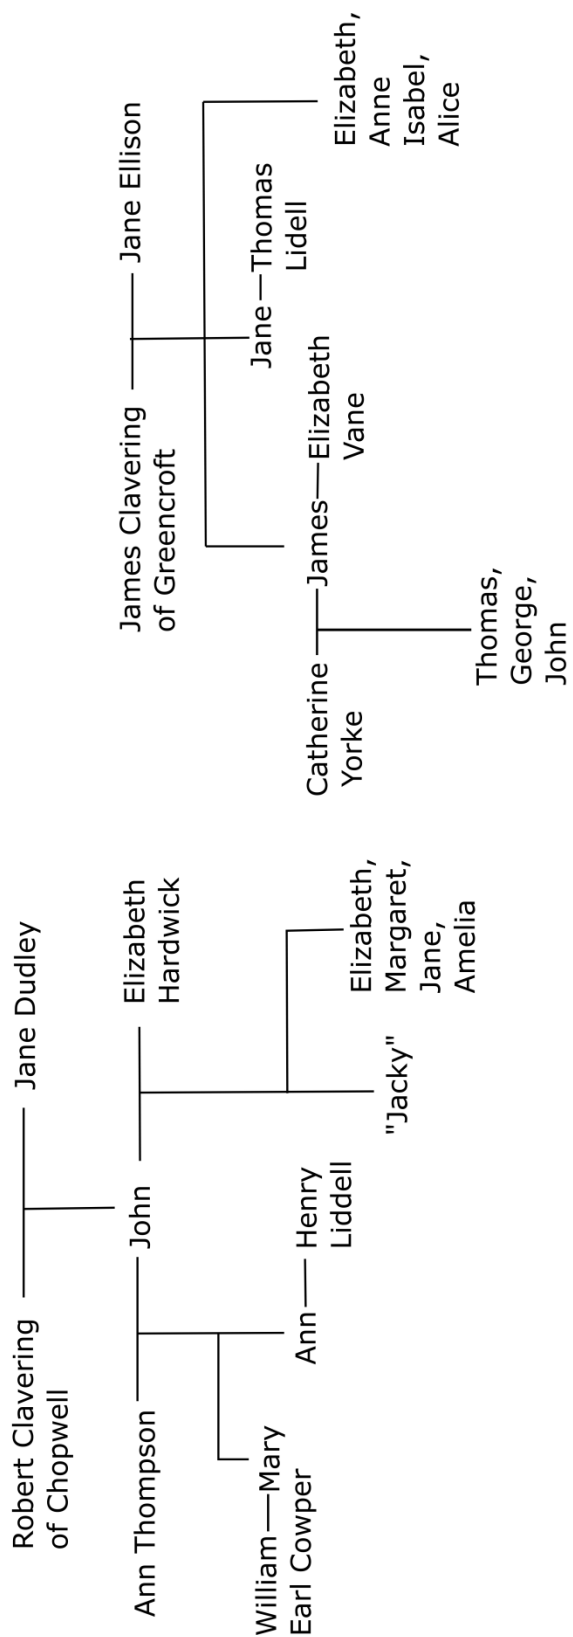 Robert Clavering
of Chopwell
Jane Dudley
Ann Thompson
John
Elizabeth
Hardwick
William
Mary
Earl Cowper
Ann
Henry
Liddell
"Jacky"
Elizabeth,
Margaret,
Jane,
Amelia
James Clavering
of Greencroft
Jane Ellison
Catherine
Yorke
James
Elizabeth
Vane
Jane
Thomas
Lidell
Elizabeth,
Anne
Isabel,
Alice
Thomas,
George,
John